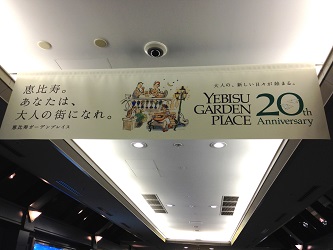 恵比寿。
あなたは、
大人の街になれ。
恵比寿ガーデンプレイス
大人の、新しい日々が始まる。
YEBISU
GARDEN
PLACE
20th
Anniversary